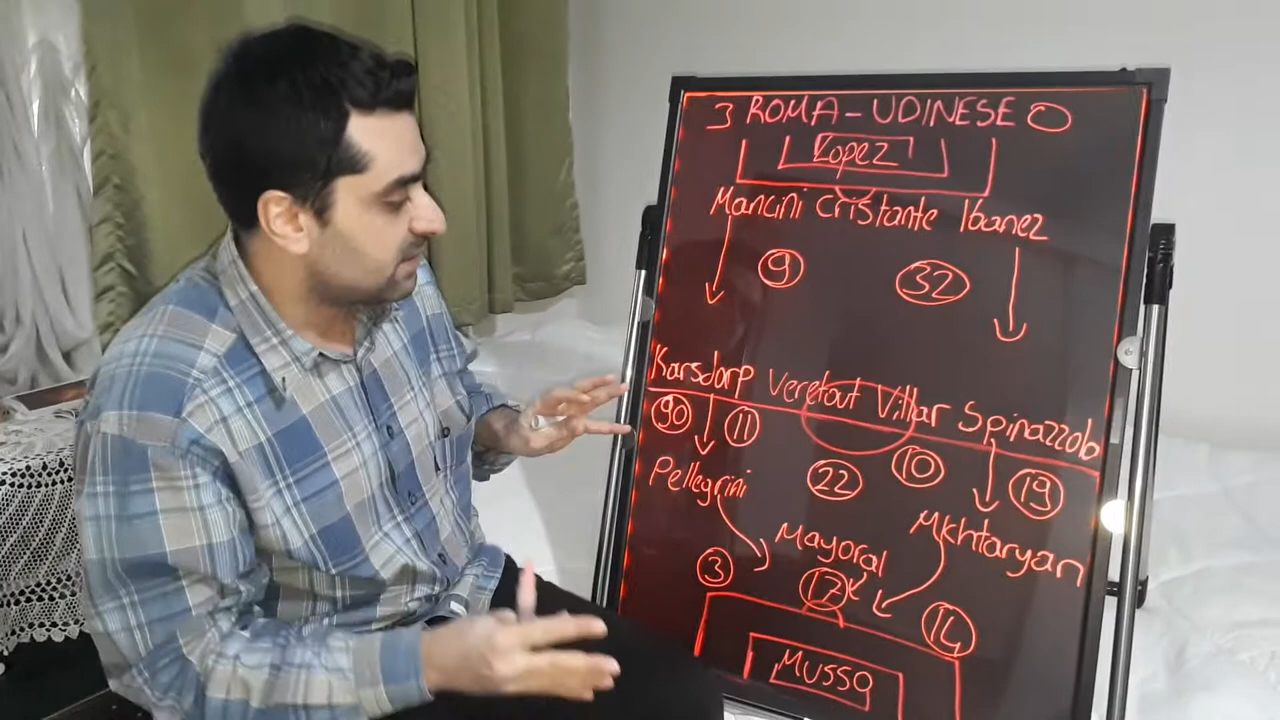 3 ROMA-UDINESE 0
Lopez
Mancini Cristante Ibanez
9 32
Karsdorp Veretout Villar Spinazzola
90 11 22 10 19
Pellegrini Mayoral Mkhtaryan
3 17 14
Musso